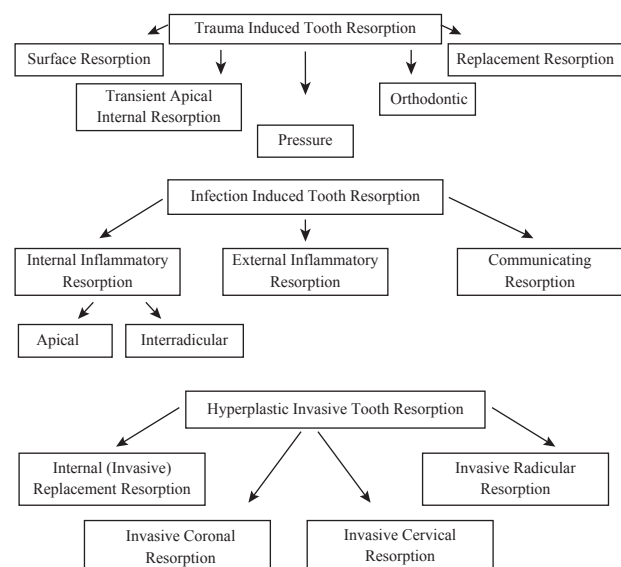 Trauma Induced Tooth Resorption
Surface Resorption
Replacement Resorption
Transient Apical
Internal Resorption
Orthodontic
Pressure
Infection Induced Tooth Resorption
Internal Inflammatory
Resorption
External Inflammatory
Resorption
Communicating
Resorption
Apical
Interradicular
Hyperplastic Invasive Tooth Resorption
Internal (Invasive)
Replacement Resorption
Invasive Radicular
Resorption
Invasive Coronal
Resorption
Invasive Cervical
Resorption